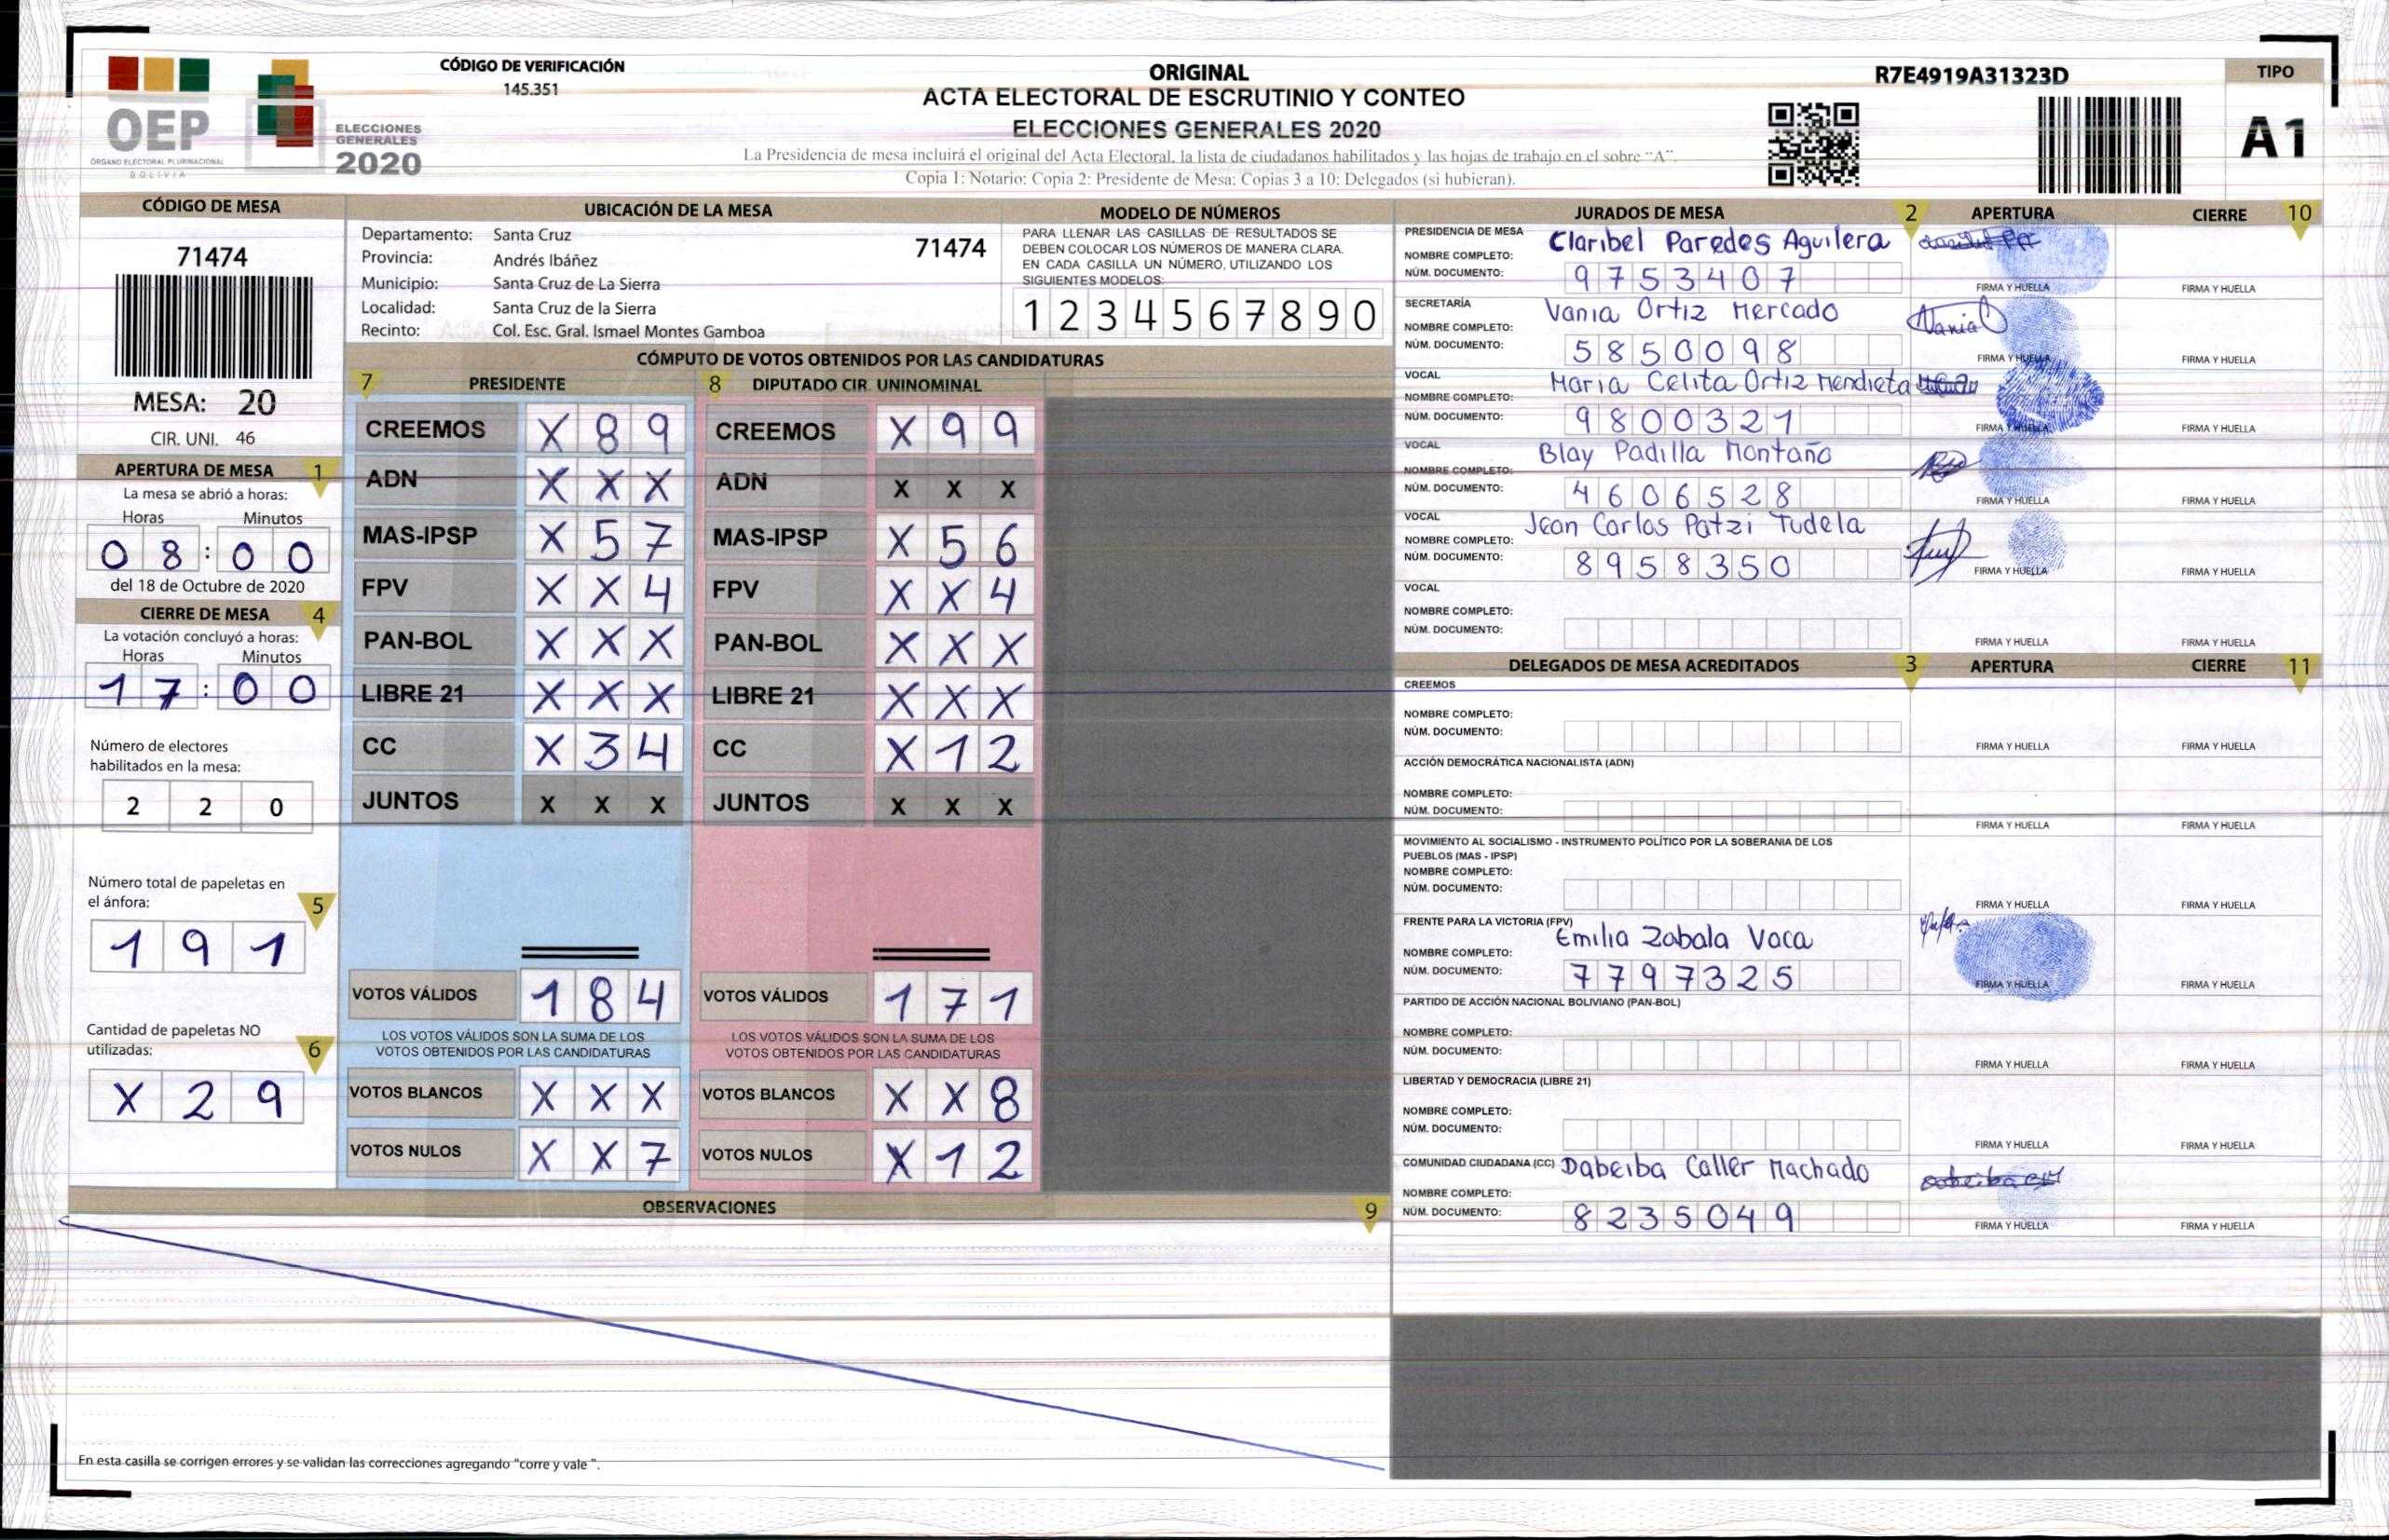 CÓDIGO DE VERIFICACIÓN
145.351
OEP
ÓRGANO ELECTORAL PLURINACIONAL
BOLIVIA
ELECCIONES
GENERALES
2020
ORIGINAL
ACTA ELECTORAL DE ESCRUTINIO Y CONTEO
ELECCIONES GENERALES 2020
La Presidencia de mesa incluirá el original del Acta Electoral, la lista de ciudadanos habilitados y las hojas de trabajo en el sobre "A".
Copia 1: Notario; Copia 2: Presidente de Mesa; Copias 3 a 10: Delegados (si hubieran).
R7E4919A31323D
TIPO
A1
CÓDIGO DE MESA
71474
MESA: 20
CIR. UNI. 46
APERTURA DE MESA 1
La mesa se abrió a horas:
Horas Minutos
0 8 : 0 0
del 18 de Octubre de 2020
CIERRE DE MESA 4
La votación concluyó a horas:
Horas Minutos
1 7 : 0 0
Número de electores
habilitados en la mesa:
2 2 0
Número total de papeletas en
el ánfora: 5
1 9 1
Cantidad de papeletas NO
utilizadas: 6
X 2 9
UBICACIÓN DE LA MESA
Departamento: Santa Cruz
71474
Provincia: Andrés Ibáñez
Municipio: Santa Cruz de La Sierra
Localidad: Santa Cruz de la Sierra
Recinto: Col. Esc. Gral. Ismael Montes Gamboa
MODELO DE NÚMEROS
PARA LLENAR LAS CASILLAS DE RESULTADOS SE
DEBEN COLOCAR LOS NÚMEROS DE MANERA CLARA.
EN CADA CASILLA UN NÚMERO, UTILIZANDO LOS
SIGUIENTES MODELOS:
1 2 3 4 5 6 7 8 9 0
CÓMPUTO DE VOTOS OBTENIDOS POR LAS CANDIDATURAS
7 PRESIDENTE 8 DIPUTADO CIR. UNINOMINAL
CREEMOS X 8 9 CREEMOS X 9 9
ADN X X X ADN X X X
MAS-IPSP X 5 7 MAS-IPSP X 5 6
FPV X X 4 FPV X X 4
PAN-BOL X X X PAN-BOL X X X
LIBRE 21 X X X LIBRE 21 X X X
CC X 3 4 CC X 1 2
JUNTOS X X X JUNTOS X X X
VOTOS VÁLIDOS 1 8 4 VOTOS VÁLIDOS 1 7 1
LOS VOTOS VÁLIDOS SON LA SUMA DE LOS LOS VOTOS VÁLIDOS SON LA SUMA DE LOS
VOTOS OBTENIDOS POR LAS CANDIDATURAS VOTOS OBTENIDOS POR LAS CANDIDATURAS
VOTOS BLANCOS X X X VOTOS BLANCOS X X 8
VOTOS NULOS X X 7 VOTOS NULOS X 1 2
OBSERVACIONES 9
En esta casilla se corrigen errores y se validan las correcciones agregando "corre y vale ".
JURADOS DE MESA 2 APERTURA CIERRE 10
PRESIDENCIA DE MESA Claribel Paredes Aguilera
NOMBRE COMPLETO:
NÚM. DOCUMENTO: 9753407
FIRMA Y HUELLA FIRMA Y HUELLA
SECRETARÍA Vania Ortiz Mercado
NOMBRE COMPLETO:
Vania
NÚM. DOCUMENTO: 5850098
FIRMA Y HUELLA FIRMA Y HUELLA
VOCAL Maria Celita Ortiz Mendieta
NOMBRE COMPLETO:
NÚM. DOCUMENTO: 9800321
FIRMA Y HUELLA FIRMA Y HUELLA
VOCAL Blay Padilla Montaño
NOMBRE COMPLETO:
NÚM. DOCUMENTO: 4606528
FIRMA Y HUELLA FIRMA Y HUELLA
VOCAL Jean Carlos Patzi Tudela
NOMBRE COMPLETO:
NÚM. DOCUMENTO: 8958350
FIRMA Y HUELLA FIRMA Y HUELLA
VOCAL
NOMBRE COMPLETO:
NÚM. DOCUMENTO:
FIRMA Y HUELLA FIRMA Y HUELLA
DELEGADOS DE MESA ACREDITADOS 3 APERTURA CIERRE 11
CREEMOS
NOMBRE COMPLETO:
NÚM. DOCUMENTO:
FIRMA Y HUELLA FIRMA Y HUELLA
ACCIÓN DEMOCRÁTICA NACIONALISTA (ADN)
NOMBRE COMPLETO:
NÚM. DOCUMENTO:
FIRMA Y HUELLA FIRMA Y HUELLA
MOVIMIENTO AL SOCIALISMO - INSTRUMENTO POLÍTICO POR LA SOBERANIA DE LOS
PUEBLOS (MAS - IPSP)
NOMBRE COMPLETO:
NÚM. DOCUMENTO:
FIRMA Y HUELLA FIRMA Y HUELLA
FRENTE PARA LA VICTORIA (FPV)
Emilia Zabala Vaca
NOMBRE COMPLETO:
NÚM. DOCUMENTO: 7797325
FIRMA Y HUELLA FIRMA Y HUELLA
PARTIDO DE ACCIÓN NACIONAL BOLIVIANO (PAN-BOL)
NOMBRE COMPLETO:
NÚM. DOCUMENTO:
FIRMA Y HUELLA FIRMA Y HUELLA
LIBERTAD Y DEMOCRACIA (LIBRE 21)
NOMBRE COMPLETO:
NÚM. DOCUMENTO:
FIRMA Y HUELLA FIRMA Y HUELLA
COMUNIDAD CIUDADANA (CC) Dabeiba Caller Machado
NOMBRE COMPLETO:
NÚM. DOCUMENTO: 8235049
FIRMA Y HUELLA FIRMA Y HUELLA